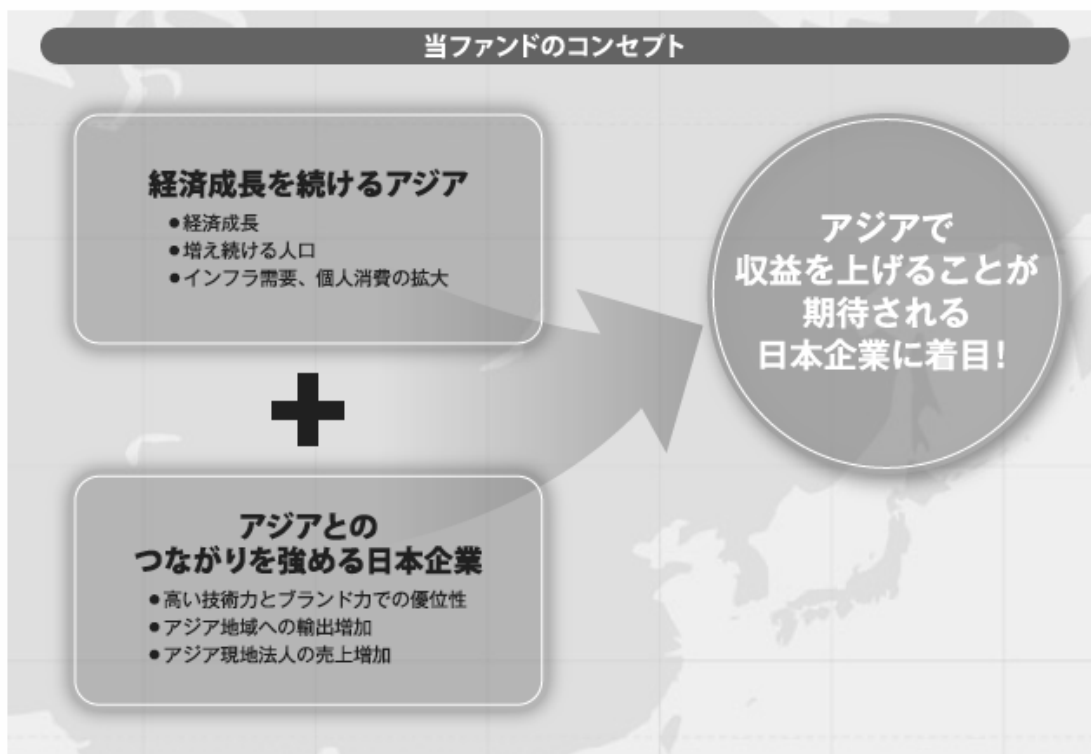 当ファンドのコンセプト
経済成長を続けるアジア
●経済成長
●増え続ける人口
●インフラ需要、個人消費の拡大
アジアとの
つながりを強める日本企業
●高い技術力とブランド力での優位性
●アジア地域への輸出増加
●アジア現地法人の売上増加
アジアで
収益を上げることが
期待される
日本企業に着目!